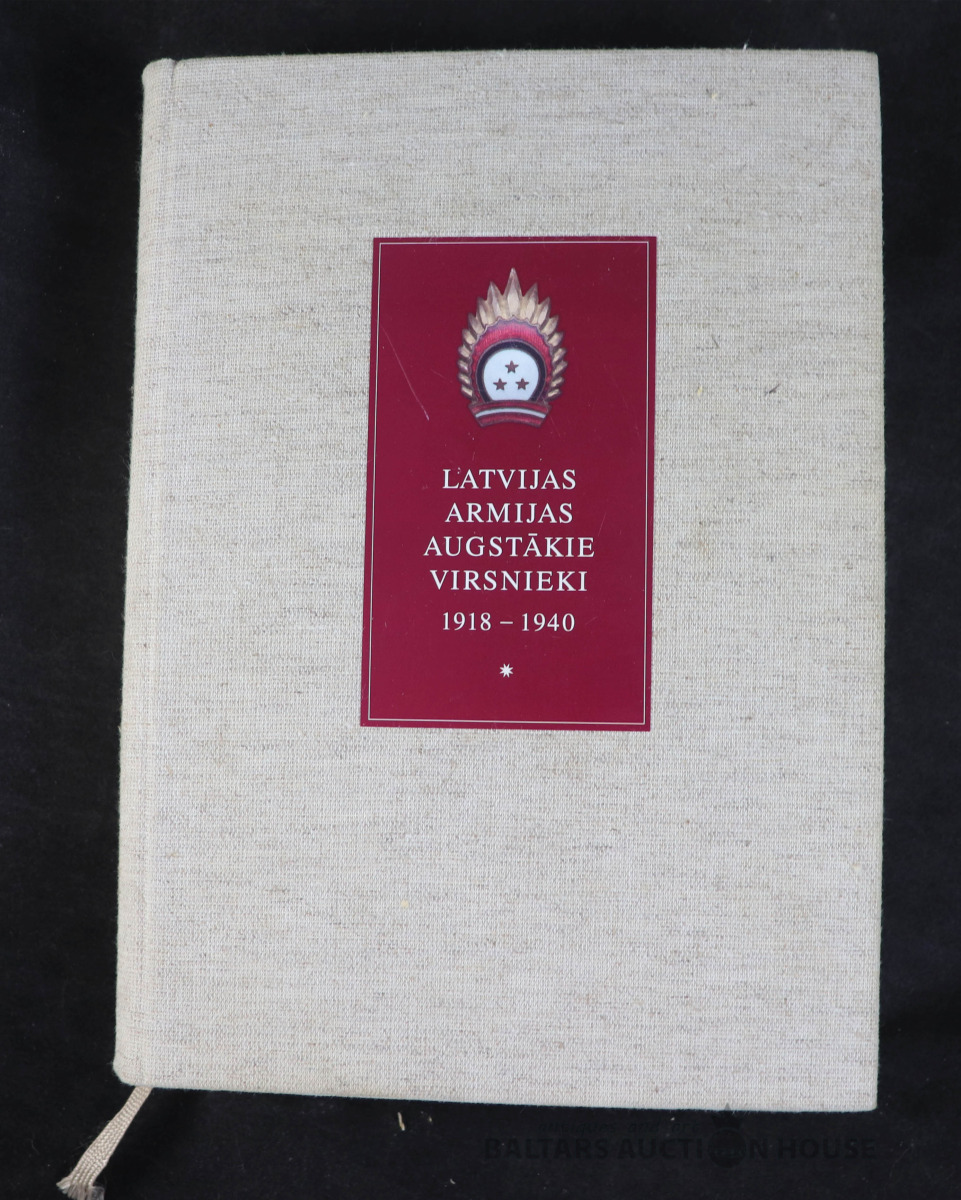 LATVIJAS
ARMIJAS
AUGSTĀKIE
VIRSNIEKI
1918 – 1940
BALTARS AUCTION HOUSE